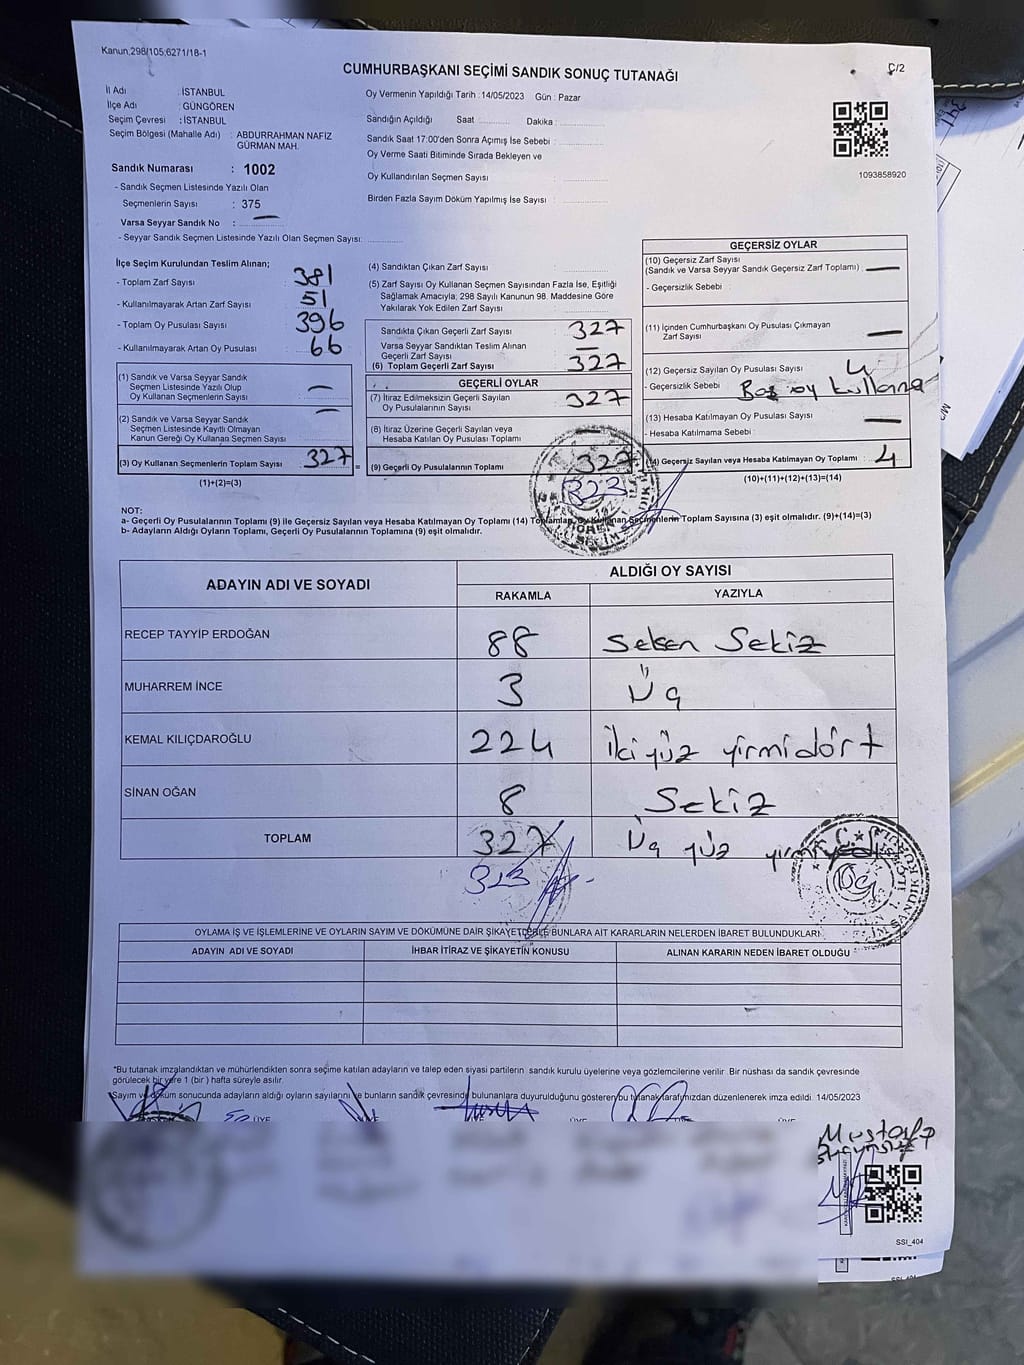 Kanun,298/105;6271/18-1
Ç/2
CUMHURBAŞKANI SEÇİMİ SANDIK SONUÇ TUTANAĞI
İl Adı : İSTANBUL
İlçe Adı : GÜNGÖREN
Seçim Çevresi : İSTANBUL
Seçim Bölgesi (Mahalle Adı) : ABDURRAHMAN NAFİZ
GÜRMAN MAH.
Sandık Numarası : 1002
- Sandık Seçmen Listesinde Yazılı Olan
Seçmenlerin Sayısı : 375
Varsa Seyyar Sandık No : —
- Seyyar Sandık Seçmen Listesinde Yazılı Olan Seçmen Sayısı:
Oy Vermenin Yapıldığı Tarih : 14/05/2023 Gün : Pazar
Sandığın Açıldığı Saat Dakika :
Sandık Saat 17:00'den Sonra Açımış İse Sebebi :
Oy Verme Saati Bitiminde Sırada Bekleyen ve
Oy Kullandırılan Seçmen Sayısı :
Birden Fazla Sayım Döküm Yapılmış İse Sayısı :
1093858920
İlçe Seçim Kurulundan Teslim Alınan;
- Toplam Zarf Sayısı : 381
- Kullanılmayarak Artan Zarf Sayısı : 51
- Toplam Oy Pusulası Sayısı : 396
- Kullanılmayarak Artan Oy Pusulası : 66
(1) Sandık ve Varsa Seyyar Sandık
Seçmen Listesinde Yazılı Olup
Oy Kullanan Seçmenlerin Sayısı : —
(2) Sandık ve Varsa Seyyar Sandık
Seçmen Listesinde Kayıtlı Olmayan
Kanun Gereği Oy Kullanan Seçmen Sayısı : —
(3) Oy Kullanan Seçmenlerin Toplam Sayısı : 327 =
(1)+(2)=(3)
(4) Sandıktan Çıkan Zarf Sayısı :
(5) Zarf Sayısı Oy Kullanan Seçmen Sayısından Fazla İse, Eşitliği
Sağlamak Amacıyla; 298 Sayılı Kanunun 98. Maddesine Göre
Yakılarak Yok Edilen Zarf Sayısı :
Sandıkta Çıkan Geçerli Zarf Sayısı : 327
Varsa Seyyar Sandıktan Teslim Alınan
Geçerli Zarf Sayısı : —
(6) Toplam Geçerli Zarf Sayısı : 327
GEÇERLİ OYLAR
(7) İtiraz Edilmeksizin Geçerli Sayılan
Oy Pusulalarının Sayısı : 327
(8) İtiraz Üzerine Geçerli Sayılan veya
Hesaba Katılan Oy Pusulası Toplamı : —
(9) Geçerli Oy Pusulalarının Toplamı : 327
323
GEÇERSİZ OYLAR
(10) Geçersiz Zarf Sayısı
(Sandık ve Varsa Seyyar Sandık Geçersiz Zarf Toplamı) : —
- Geçersizlik Sebebi :
(11) İçinden Cumhurbaşkanı Oy Pusulası Çıkmayan
Zarf Sayısı : —
(12) Geçersiz Sayılan Oy Pusulası Sayısı : 4
- Geçersizlik Sebebi : Boş oy kullanma
(13) Hesaba Katılmayan Oy Pusulası Sayısı : —
- Hesaba Katılmama Sebebi :
(14) Geçersiz Sayılan veya Hesaba Katılmayan Oy Toplamı : 4
(10)+(11)+(12)+(13)=(14)
NOT:
a- Geçerli Oy Pusulalarının Toplamı (9) ile Geçersiz Sayılan veya Hesaba Katılmayan Oy Toplamı (14) Toplamları, Oy Kullanan Seçmenlerin Toplam Sayısına (3) eşit olmalıdır. (9)+(14)=(3)
b- Adayların Aldığı Oyların Toplamı, Geçerli Oy Pusulalarının Toplamına (9) eşit olmalıdır.
ADAYIN ADI VE SOYADI
ALDIĞI OY SAYISI
RAKAMLA YAZIYLA
RECEP TAYYİP ERDOĞAN 88 Seksen Sekiz
MUHARREM İNCE 3 Üç
KEMAL KILIÇDAROĞLU 224 İki yüz yirmidört
SİNAN OĞAN 8 Sekiz
TOPLAM 327 Üç yüz yirmiyedi
323 Üç
OYLAMA İŞ VE İŞLEMLERİNE VE OYLARIN SAYIM VE DÖKÜMÜNE DAİR ŞİKAYETLERLE BUNLARA AİT KARARLARIN NELERDEN İBARET BULUNDUKLARI
ADAYIN ADI VE SOYADI İHBAR İTİRAZ VE ŞİKAYETİN KONUSU ALINAN KARARIN NEDEN İBARET OLDUĞU
*Bu tutanak imzalandıktan ve mühürlendikten sonra seçime katılan adayların ve talep eden siyasi partilerin sandık kurulu üyelerine veya gözlemcilerine verilir. Bir nüshası da sandık çevresinde
görülecek bir yere 1 (bir) hafta süreyle asılır.
Sayım ve döküm sonucunda adayların aldığı oyların sayılarını ve bunların sandık çevresinde bulunanlara duyurulduğunu gösteren bu tutanak tarafımızdan düzenlenerek imza edildi. 14/05/2023
ÜYE ÜYE ÜYE
Mustafa
SSI_404